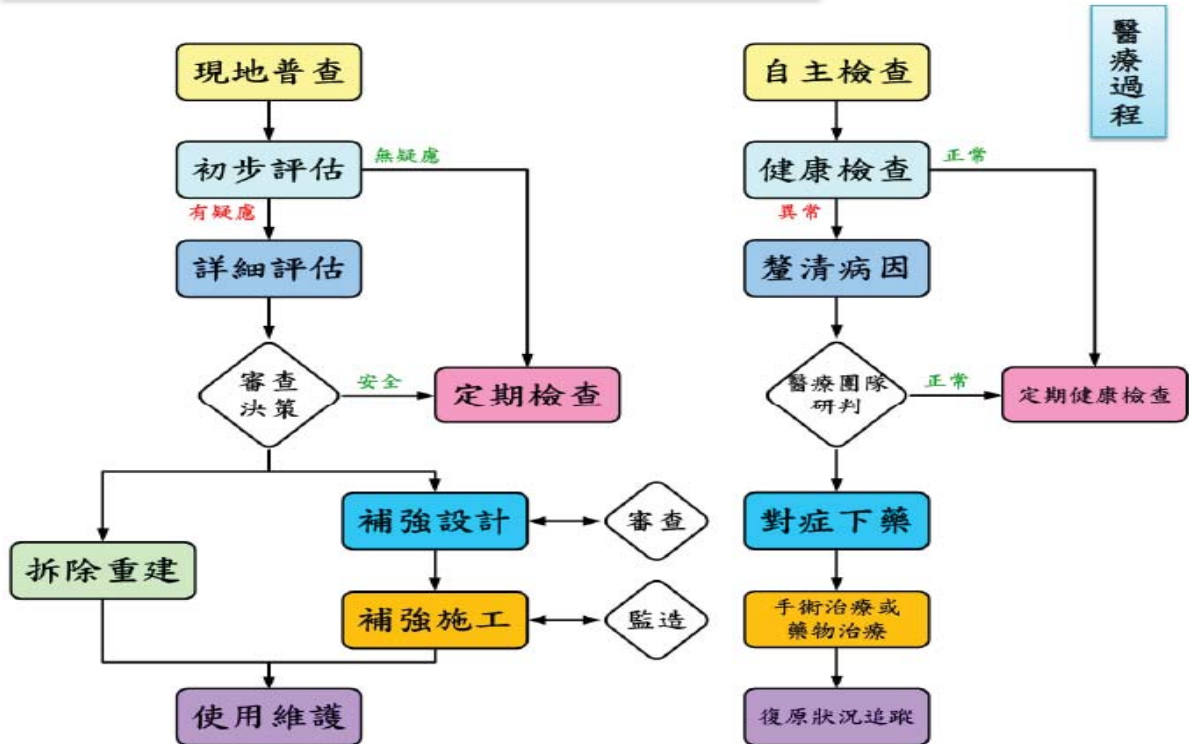 醫療過程
現地普查
初步評估
無疑慮
有疑慮
詳細評估
審查
決策
安全
定期檢查
補強設計
審查
拆除重建
補強施工
監造
使用維護
自主檢查
健康檢查
正常
異常
釐清病因
醫療團隊
研判
正常
定期健康檢查
對症下藥
手術治療或
藥物治療
復原狀況追蹤